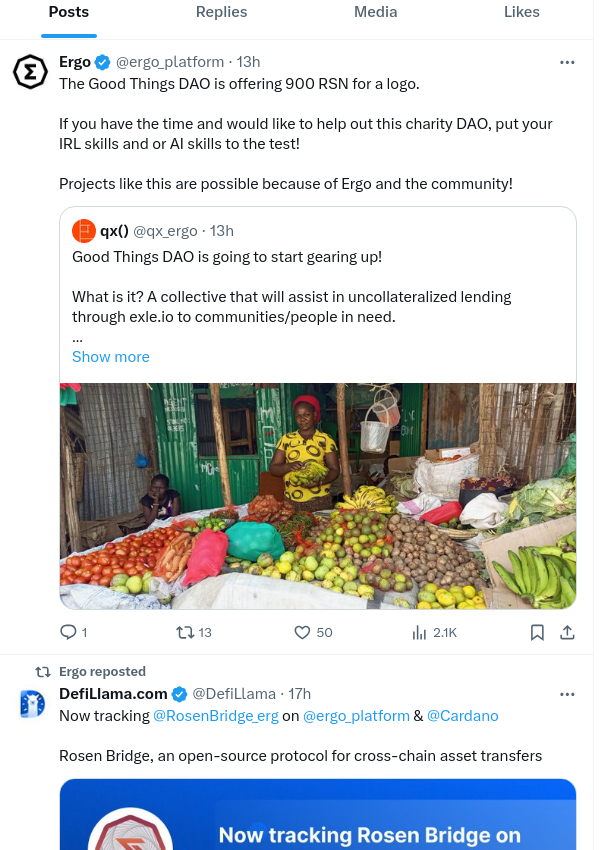 Posts Replies Media Likes
Ergo @ergo_platform · 13h
The Good Things DAO is offering 900 RSN for a logo.
If you have the time and would like to help out this charity DAO, put your
IRL skills and or AI skills to the test!
Projects like this are possible because of Ergo and the community!
qx() @qx_ergo · 13h
Good Things DAO is going to start gearing up!
What is it? A collective that will assist in uncollateralized lending
through exle.io to communities/people in need.
...
Show more
1 13 50 2.1K
Ergo reposted
DefiLlama.com @DefiLlama · 17h
Now tracking @RosenBridge_erg on @ergo_platform & @Cardano
Rosen Bridge, an open-source protocol for cross-chain asset transfers
Now tracking Rosen Bridge on